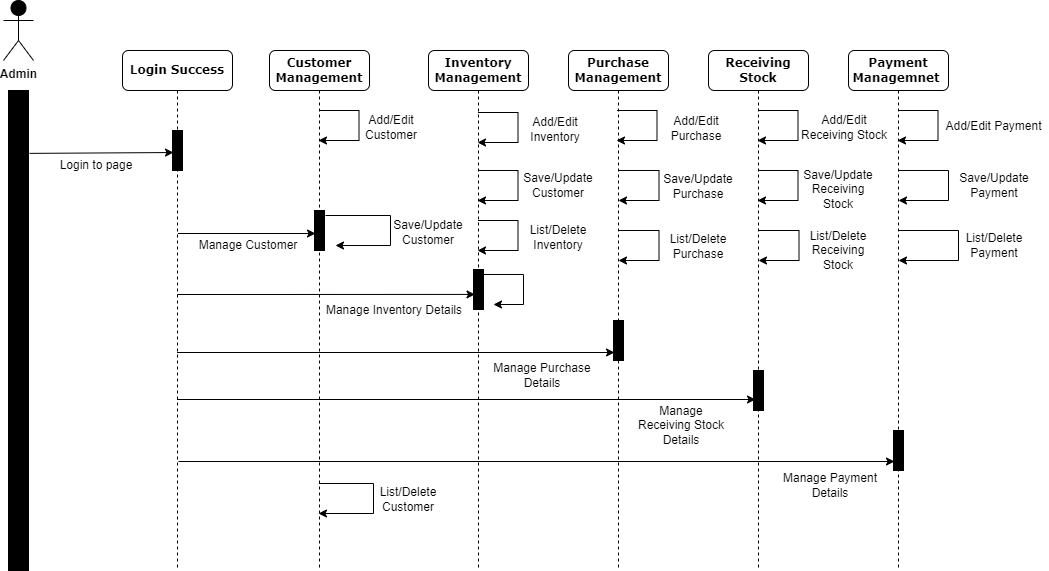 Admin
Login Success
Customer
Management
Inventory
Management
Purchase
Management
Receiving
Stock
Payment
Managemnet
Add/Edit
Customer
Add/Edit
Inventory
Add/Edit
Purchase
Add/Edit
Receiving Stock
Add/Edit Payment
Login to page
Save/Update
Customer
Save/Update
Purchase
Save/Update
Receiving
Stock
Save/Update
Payment
Manage Customer
Save/Update
Customer
List/Delete
Inventory
List/Delete
Purchase
List/Delete
Receiving
Stock
List/Delete
Payment
Manage Inventory Details
Manage Purchase
Details
Manage
Receiving Stock
Details
Manage Payment
Details
List/Delete
Customer